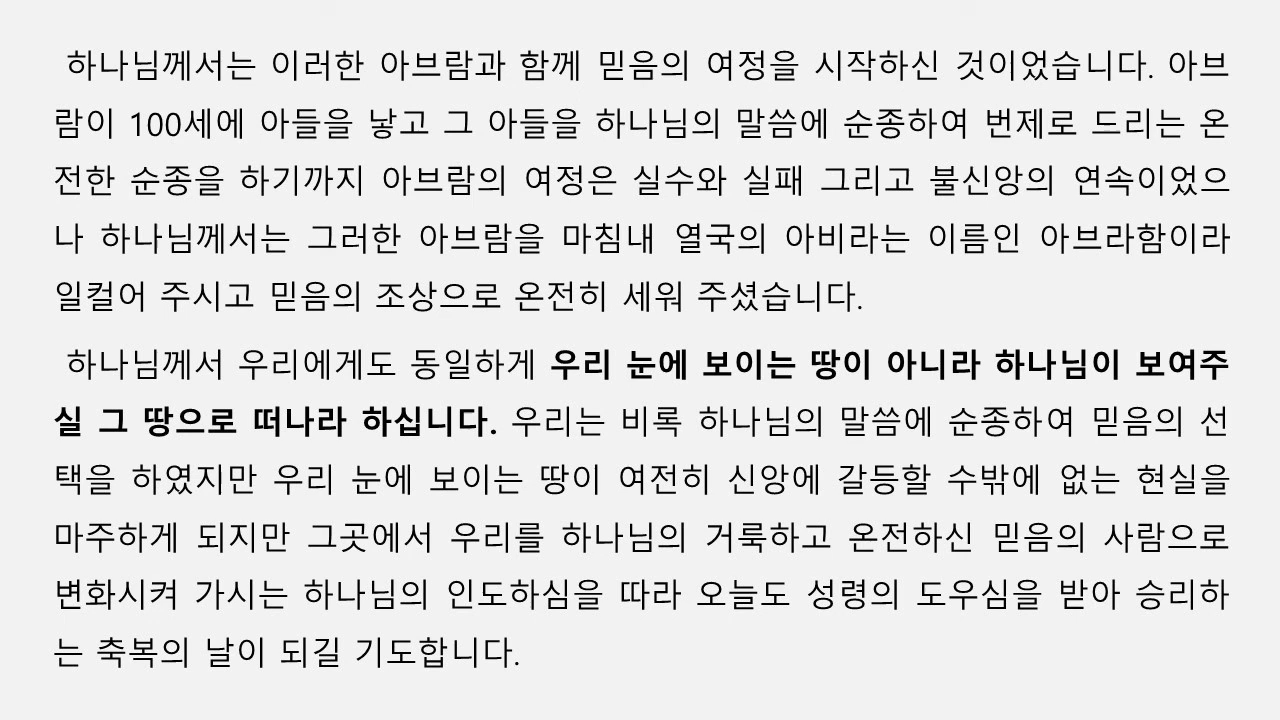 하나님께서는 이러한 아브람과 함께 믿음의 여정을 시작하신 것이었습니다. 아브
람이 100세에 아들을 낳고 그 아들을 하나님의 말씀에 순종하여 번제로 드리는 온
전한 순종을 하기까지 아브람의 여정은 실수와 실패 그리고 불신앙의 연속이었으
나 하나님께서는 그러한 아브람을 마침내 열국의 아비라는 이름인 아브라함이라
일컬어 주시고 믿음의 조상으로 온전히 세워 주셨습니다.
하나님께서 우리에게도 동일하게 우리 눈에 보이는 땅이 아니라 하나님이 보여주
실 그 땅으로 떠나라 하십니다. 우리는 비록 하나님의 말씀에 순종하여 믿음의 선
택을 하였지만 우리 눈에 보이는 땅이 여전히 신앙에 갈등할 수밖에 없는 현실을
마주하게 되지만 그곳에서 우리를 하나님의 거룩하고 온전하신 믿음의 사람으로
변화시켜 가시는 하나님의 인도하심을 따라 오늘도 성령의 도우심을 받아 승리하
는 축복의 날이 되길 기도합니다.